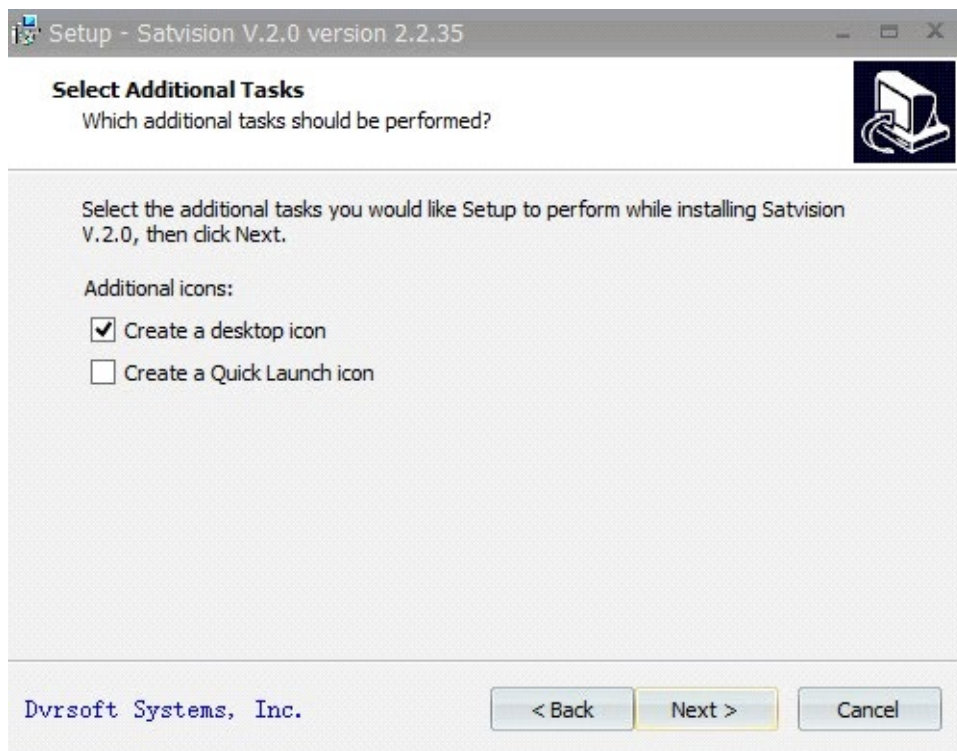 Setup - Satvision V.2.0 version 2.2.35
Select Additional Tasks
Which additional tasks should be performed?
Select the additional tasks you would like Setup to perform while installing Satvision
V.2.0, then click Next.
Additional icons:
Create a desktop icon
Create a Quick Launch icon
Dvrsoft Systems, Inc.
< Back
Next >
Cancel